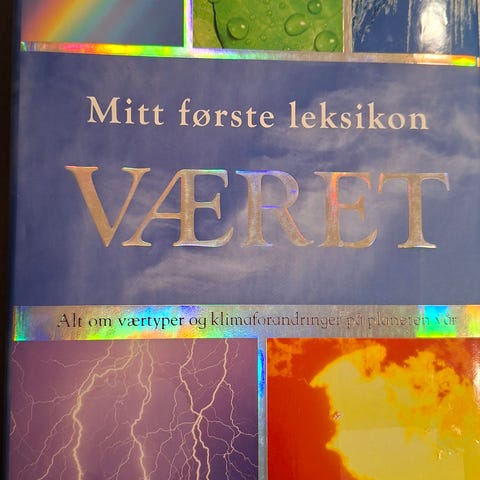 Mitt første leksikon
VÆRET
Alt om værtyper og klimaforandringer på planeten vår